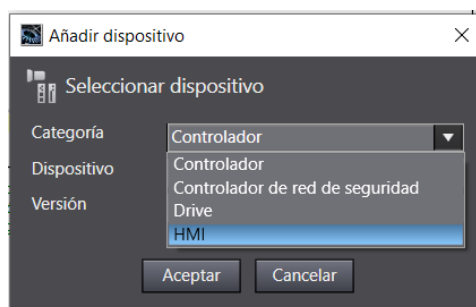 Añadir dispositivo
Seleccionar dispositivo
Categoría
Controlador
Dispositivo
Controlador
Controlador de red de seguridad
Versión
Drive
HMI
Aceptar
Cancelar